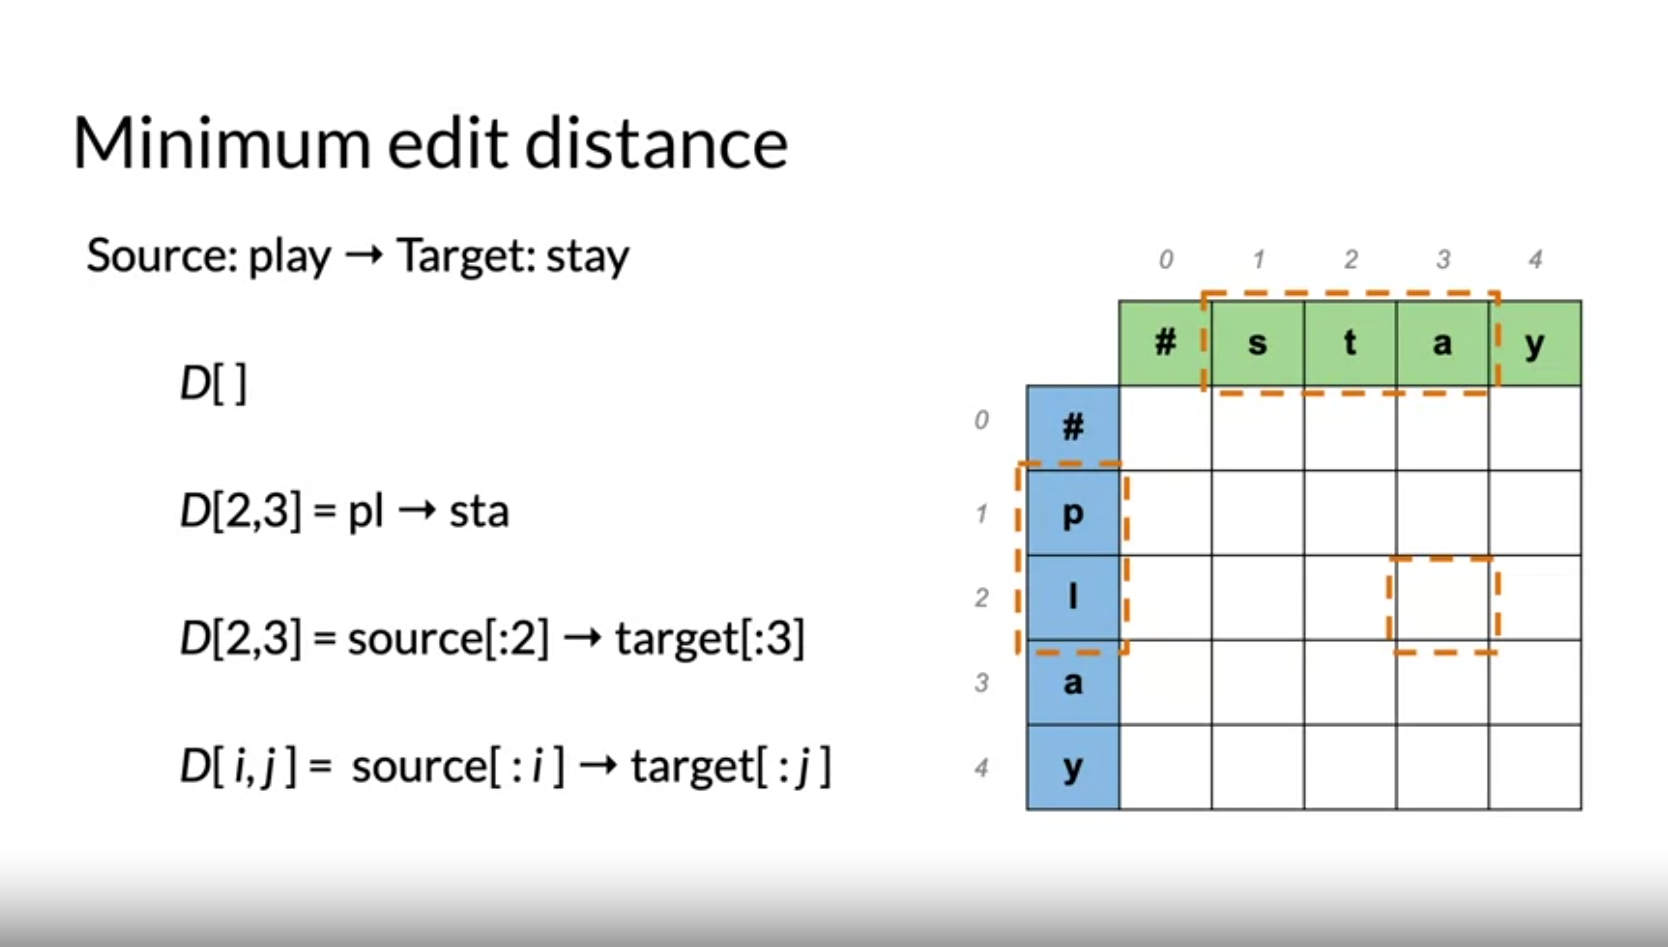 Minimum edit distance
Source: play → Target: stay
D[ ]
D[2,3] = pl → sta
D[2,3] = source[:2] → target[:3]
D[ i, j ] = source[ : i ] → target[ : j ]
0 1 2 3 4
# s t a y
0 #
1 p
2 l
3 a
4 y